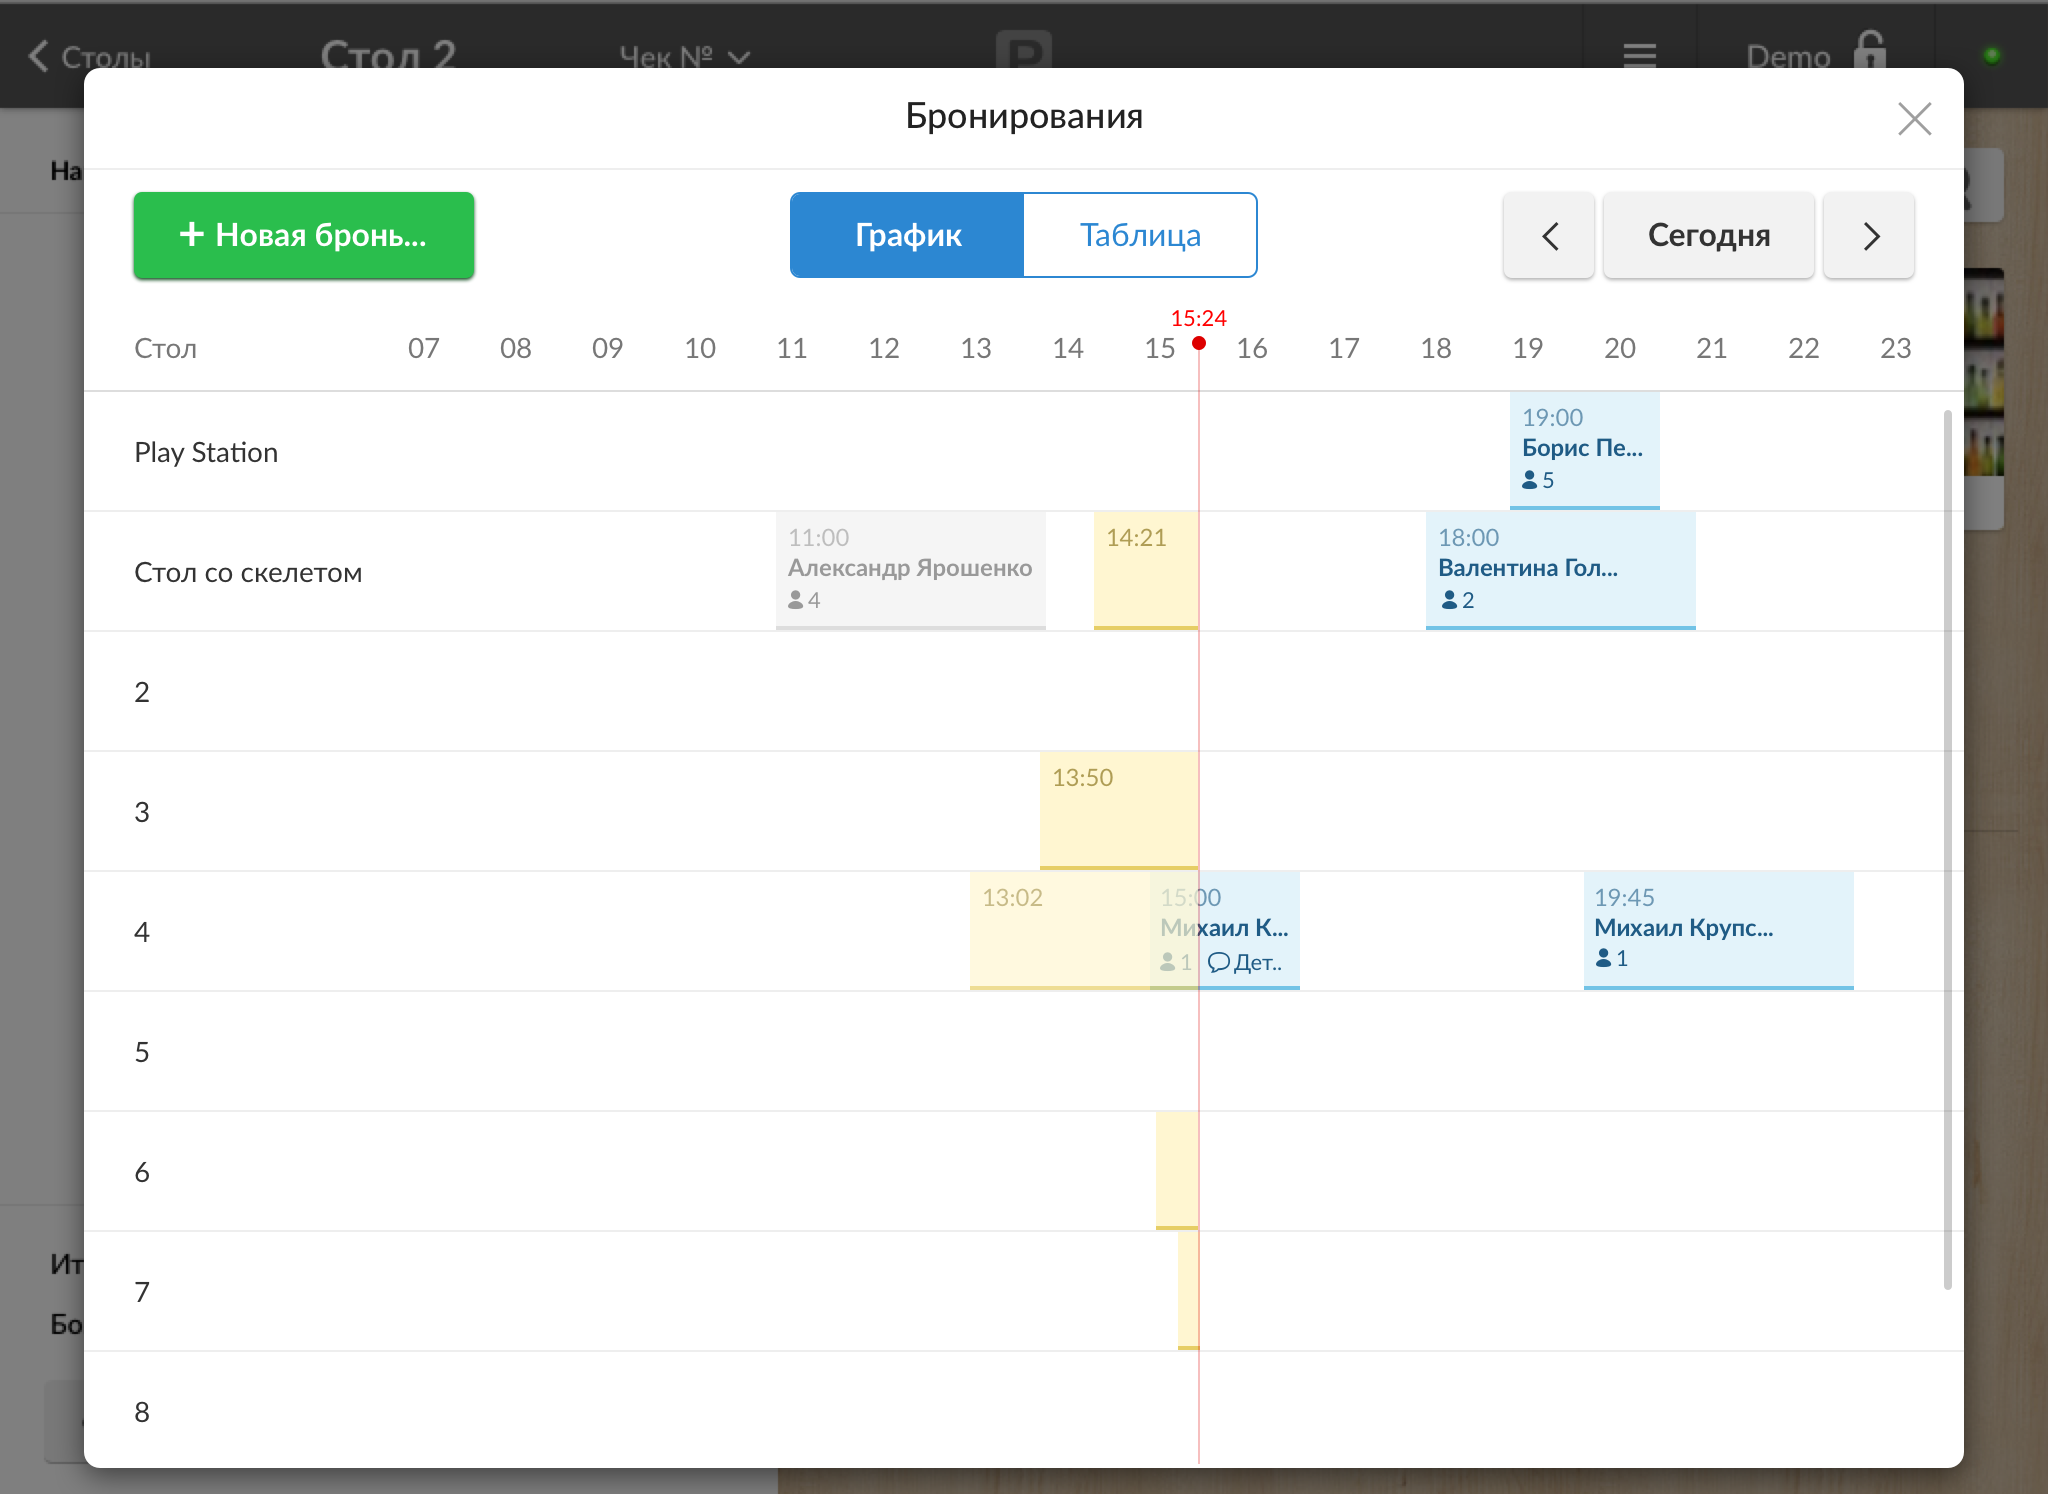 Столы
Стол 2
Чек №
P
Demo
На
Бронирования
+ Новая бронь...
График
Таблица
Сегодня
15:24
Стол 07 08 09 10 11 12 13 14 15 16 17 18 19 20 21 22 23
Play Station
19:00
Борис Пе...
5
Стол со скелетом
11:00
Александр Ярошенко
4
14:21
18:00
Валентина Гол...
2
2
3
13:50
4
13:02
15:00
Михаил К...
1 Дет..
19:45
Михаил Крупс...
1
5
6
7
8
Ит
Бо